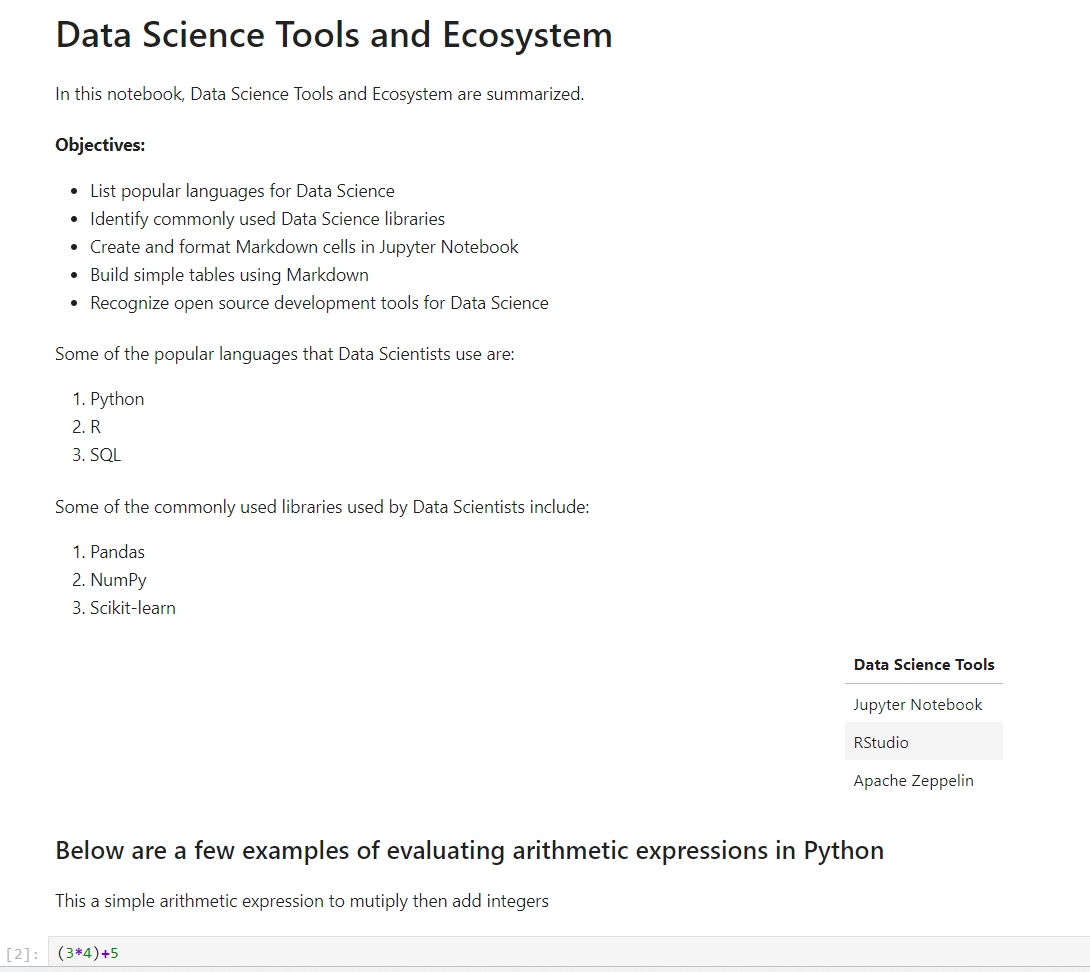 Data Science Tools and Ecosystem
In this notebook, Data Science Tools and Ecosystem are summarized.
Objectives:
• List popular languages for Data Science
• Identify commonly used Data Science libraries
• Create and format Markdown cells in Jupyter Notebook
• Build simple tables using Markdown
• Recognize open source development tools for Data Science
Some of the popular languages that Data Scientists use are:
1. Python
2. R
3. SQL
Some of the commonly used libraries used by Data Scientists include:
1. Pandas
2. NumPy
3. Scikit-learn
Data Science Tools
Jupyter Notebook
RStudio
Apache Zeppelin
Below are a few examples of evaluating arithmetic expressions in Python
This a simple arithmetic expression to mutiply then add integers
[2]: (3*4)+5